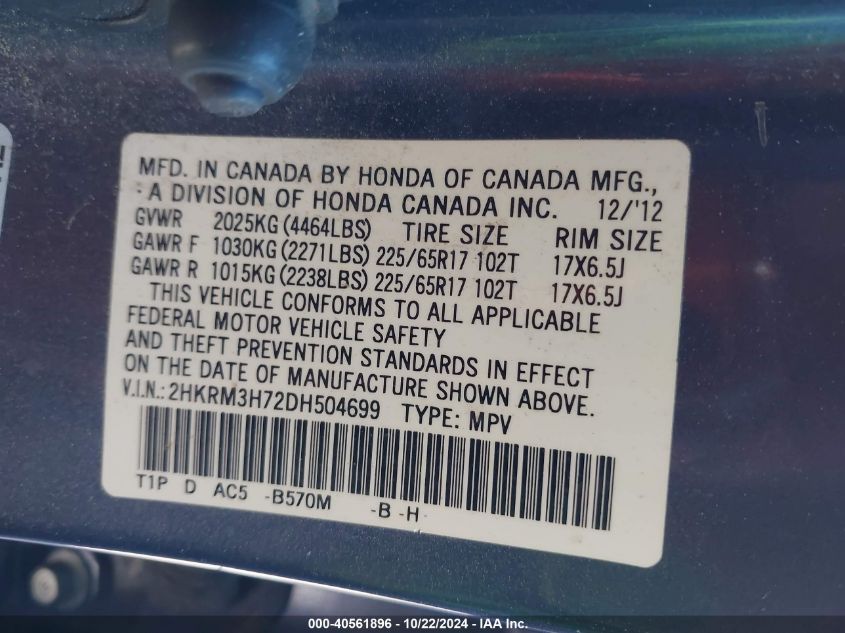 MFD. IN CANADA BY HONDA OF CANADA MFG.,
A DIVISION OF HONDA CANADA INC. 12/'12
GVWR 2025KG (4464LBS) TIRE SIZE RIM SIZE
GAWR F 1030KG (2271LBS) 225/65R17 102T 17X6.5J
GAWR R 1015KG (2238LBS) 225/65R17 102T 17X6.5J
THIS VEHICLE CONFORMS TO ALL APPLICABLE
FEDERAL MOTOR VEHICLE SAFETY
AND THEFT PREVENTION STANDARDS IN EFFECT
ON THE DATE OF MANUFACTURE SHOWN ABOVE.
V.I.N.: 2HKRM3H72DH504699 TYPE: MPV
T1P D AC5 -B570M -B -H-
000-40561896 - 10/22/2024 - IAA Inc.